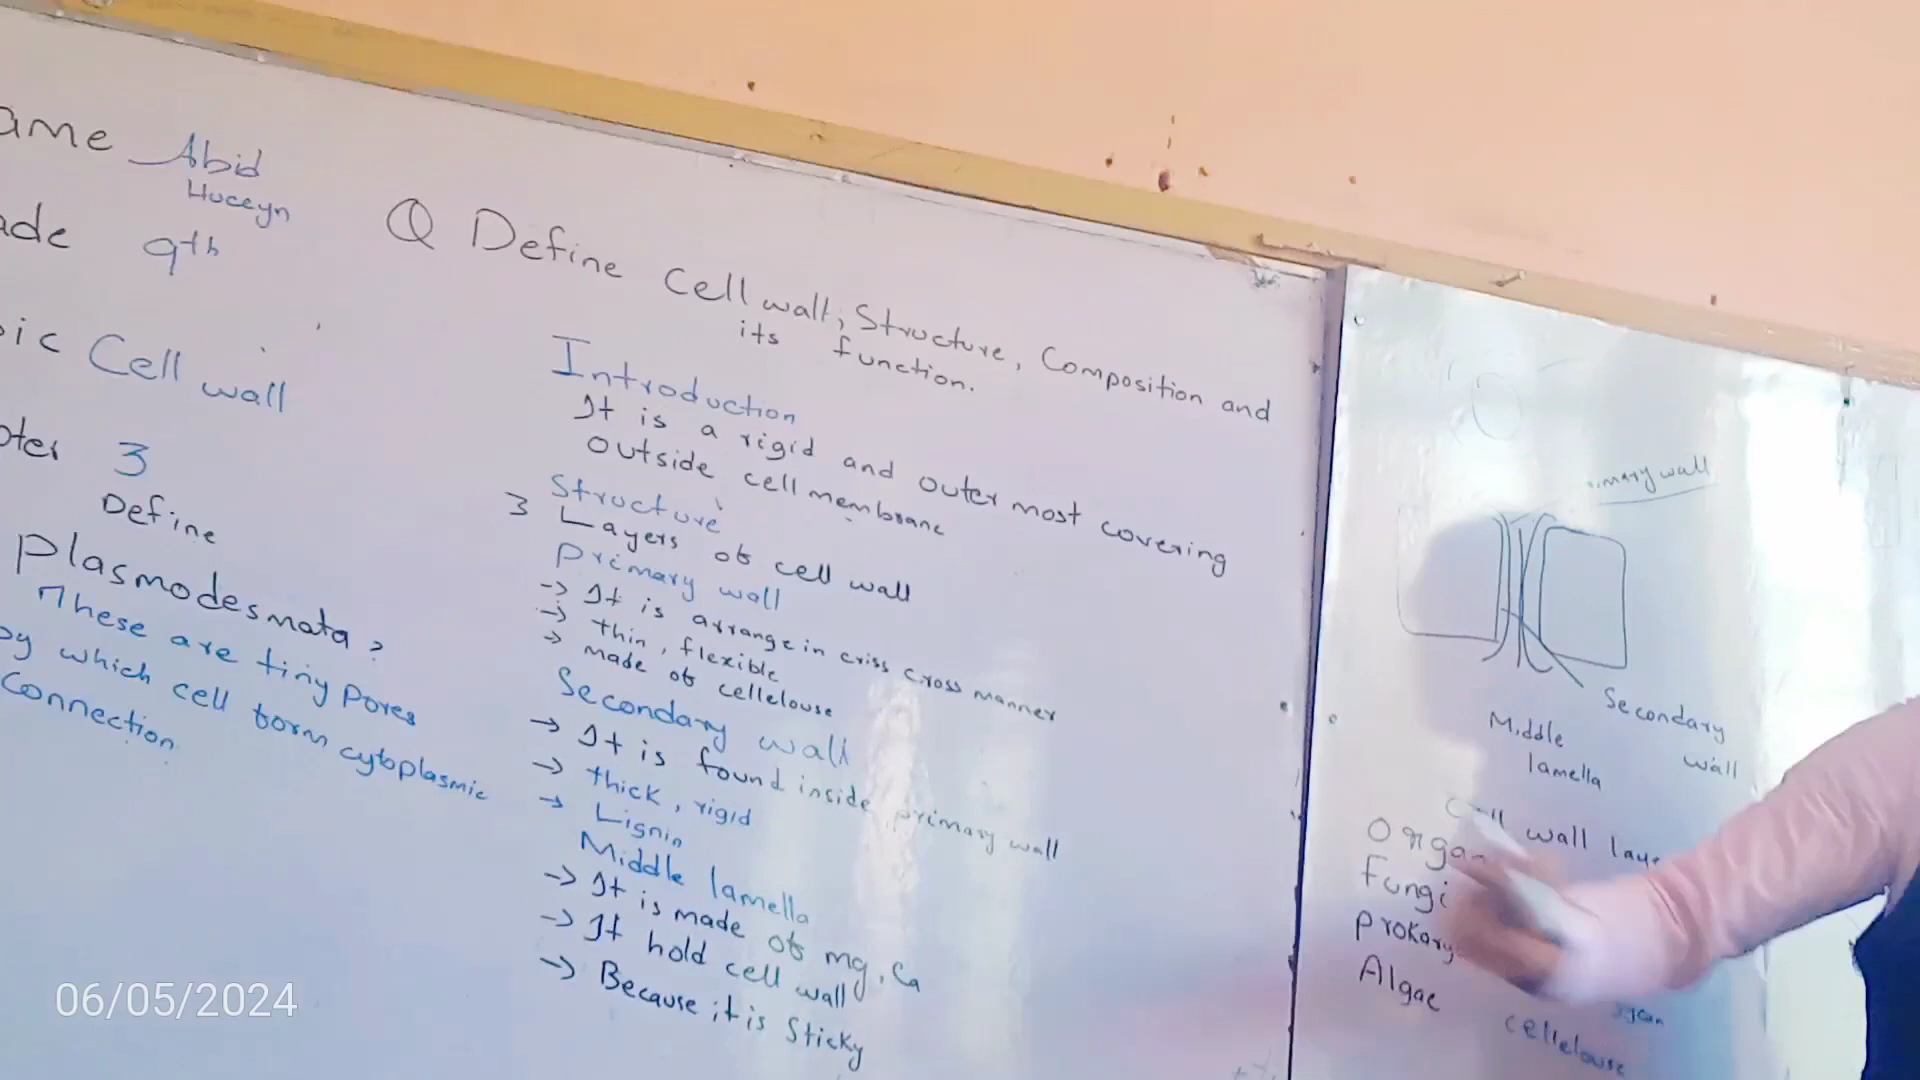 ame Abid
Huceyn
ade 9th
ic Cell wall
pter 3
Define
Plasmodesmata?
These are tiny Pores
by which cell form cytoplasmic
Connection.
Q Define Cell wall, Structure, Composition and
its function.
Introduction
It is a rigid and outer most covering
outside cell membrane
Structure
3 Layers of cell wall
Primary wall
-> It is arrange in criss cross manner
-> thin, flexible
-> made of cellelouse
Secondary wall
-> It is found inside primary wall
-> thick, rigid
-> Lignin
Middle lamella
-> It is made of mg, Ca
-> It hold cell wall
-> Because it is Sticky
mary wall
Secondary
wall
Middle
lamella
Cell wall laye
Organ
Fungi
Prokary
Algae cellelouse
06/05/2024